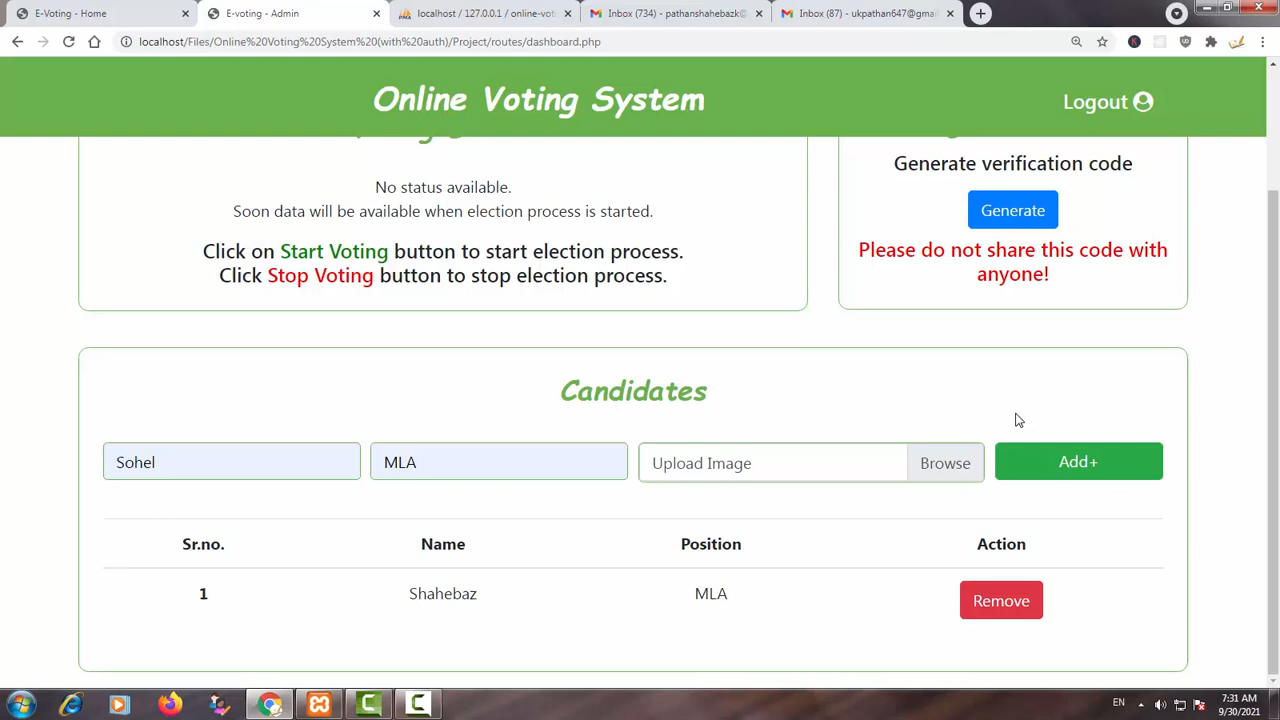 E-Voting - Home
E-voting - Admin
localhost / 127.0.0.1 / online-vot
Inbox (734) - pathanshahebazk@
Inbox (87) - ukpathan647@gmai
localhost/Files/Online%20Voting%20System%20(with%20auth)/Project/routes/dashboard.php
Online Voting System
Logout
No status available.
Soon data will be available when election process is started.
Click on Start Voting button to start election process.
Click Stop Voting button to stop election process.
Generate verification code
Generate
Please do not share this code with
anyone!
Candidates
Sohel
MLA
Upload Image
Browse
Add+
Sr.no.
Name
Position
Action
1
Shahebaz
MLA
Remove
EN
7:31 AM
9/30/2021